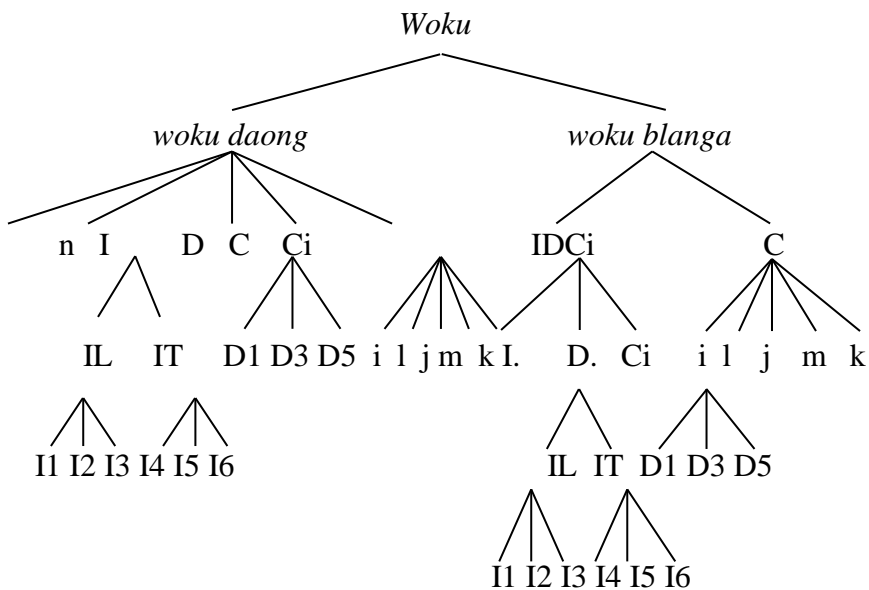 Woku
woku daong woku blanga
n I D C Ci IDCi C
IL IT D1 D3 D5 i l j m k I. D. Ci i l j m k
I1 I2 I3 I4 I5 I6 IL IT D1 D3 D5
I1 I2 I3 I4 I5 I6